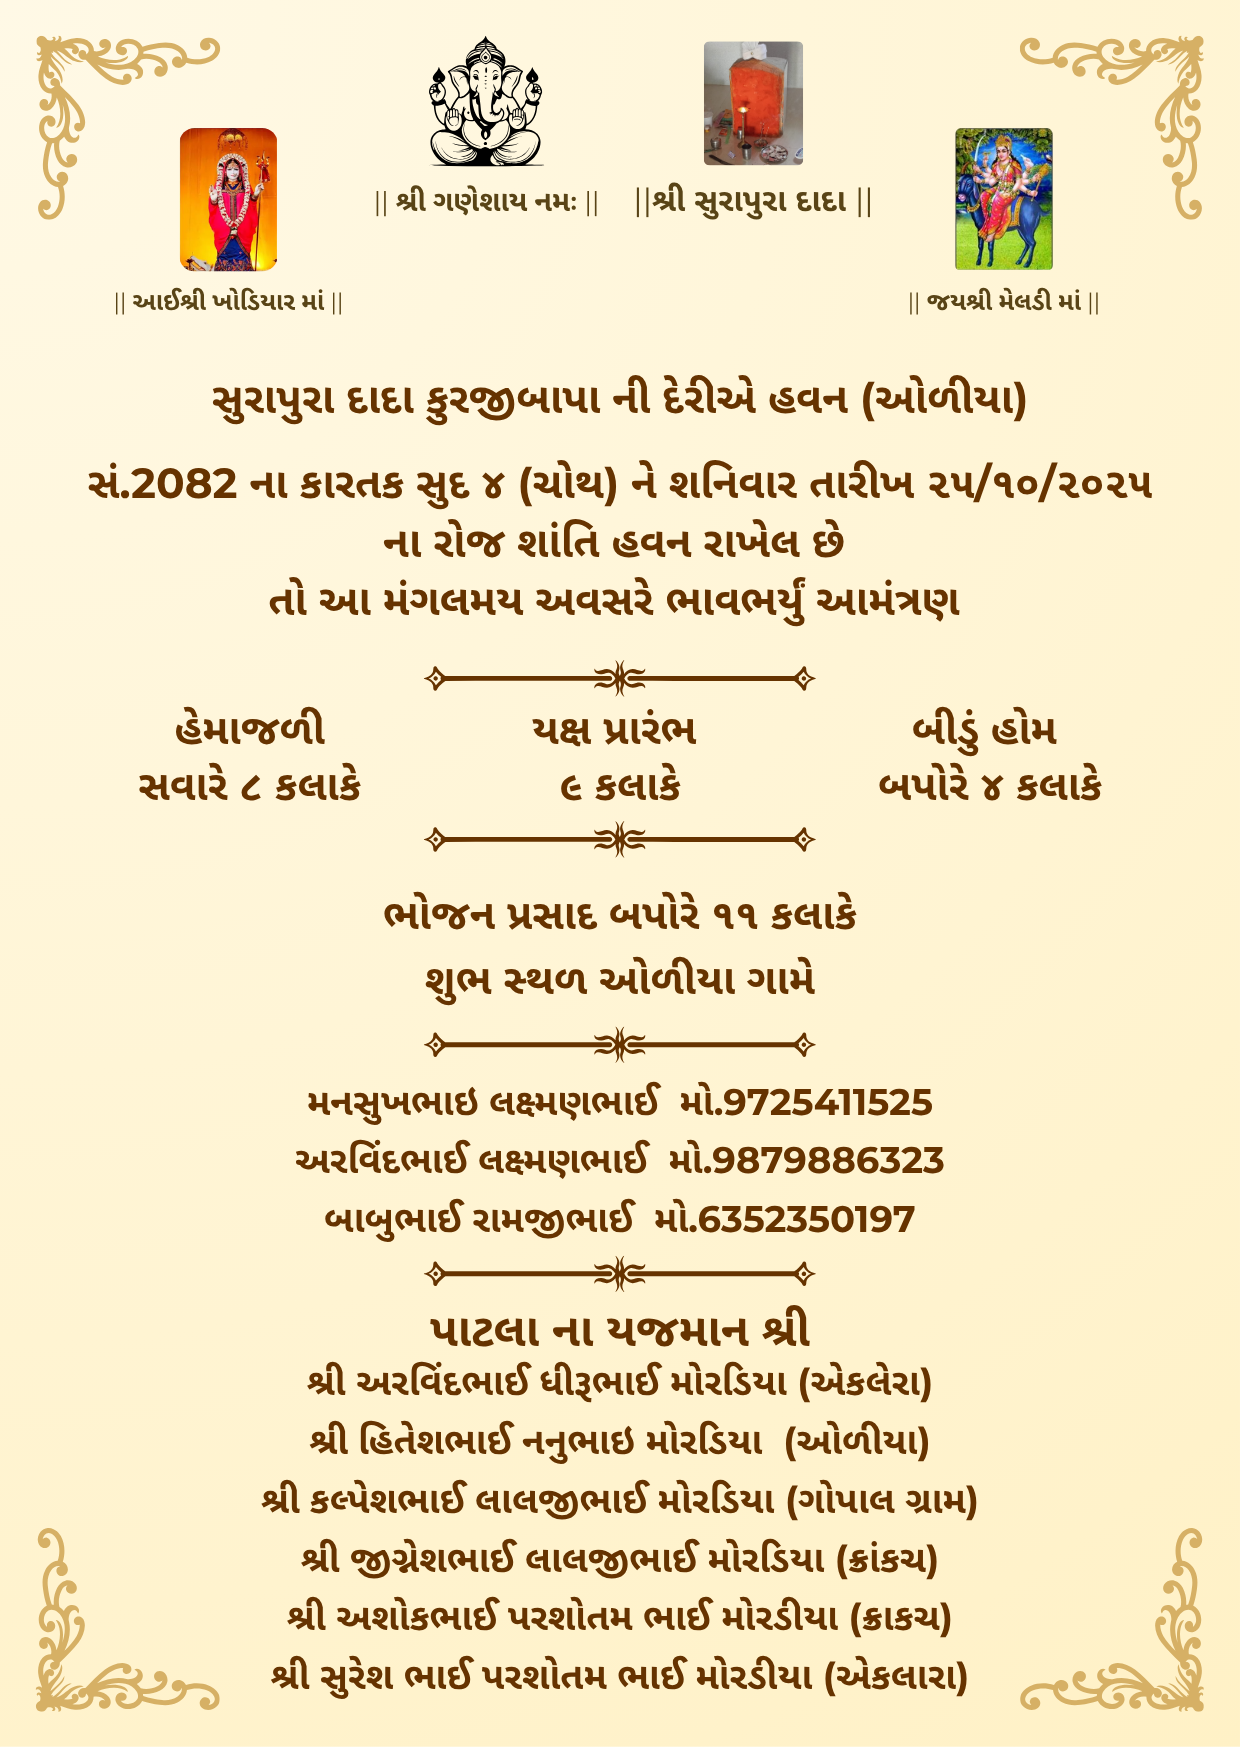 || શ્રી ગણેશાય નમઃ ||
||શ્રી સુરાપુરા દાદા ||
|| આઈશ્રી ખોડિયાર માં ||
|| જયશ્રી મેલડી માં ||
સુરાપુરા દાદા કુરજીબાપા ની દેરીએ હવન (ઓળીયા)
સં.2082 ના કારતક સુદ ૪ (ચોથ) ને શનિવાર તારીખ ૨૫/૧૦/૨૦૨૫
ના રોજ શાંતિ હવન રાખેલ છે
તો આ મંગલમય અવસરે ભાવભર્યું આમંત્રણ
હેમાજળી
સવારે ૮ કલાકે
યક્ષ પ્રારંભ
૯ કલાકે
બીડું હોમ
બપોરે ૪ કલાકે
ભોજન પ્રસાદ બપોરે ૧૧ કલાકે
શુભ સ્થળ ઓળીયા ગામે
મનસુખભાઇ લક્ષ્મણભાઈ મો.9725411525
અરવિંદભાઈ લક્ષ્મણભાઈ મો.9879886323
બાબુભાઈ રામજીભાઈ મો.6352350197
પાટલા ના યજમાન શ્રી
શ્રી અરવિંદભાઈ ધીરૂભાઈ મોરડિયા (એકલેરા)
શ્રી હિતેશભાઈ નનુભાઇ મોરડિયા (ઓળીયા)
શ્રી કલ્પેશભાઈ લાલજીભાઈ મોરડિયા (ગોપાલ ગ્રામ)
શ્રી જીગ્નેશભાઈ લાલજીભાઈ મોરડિયા (ક્રાંકચ)
શ્રી અશોકભાઈ પરશોતમ ભાઈ મોરડીયા (ક્રાકચ)
શ્રી સુરેશ ભાઈ પરશોતમ ભાઈ મોરડીયા (એકલારા)